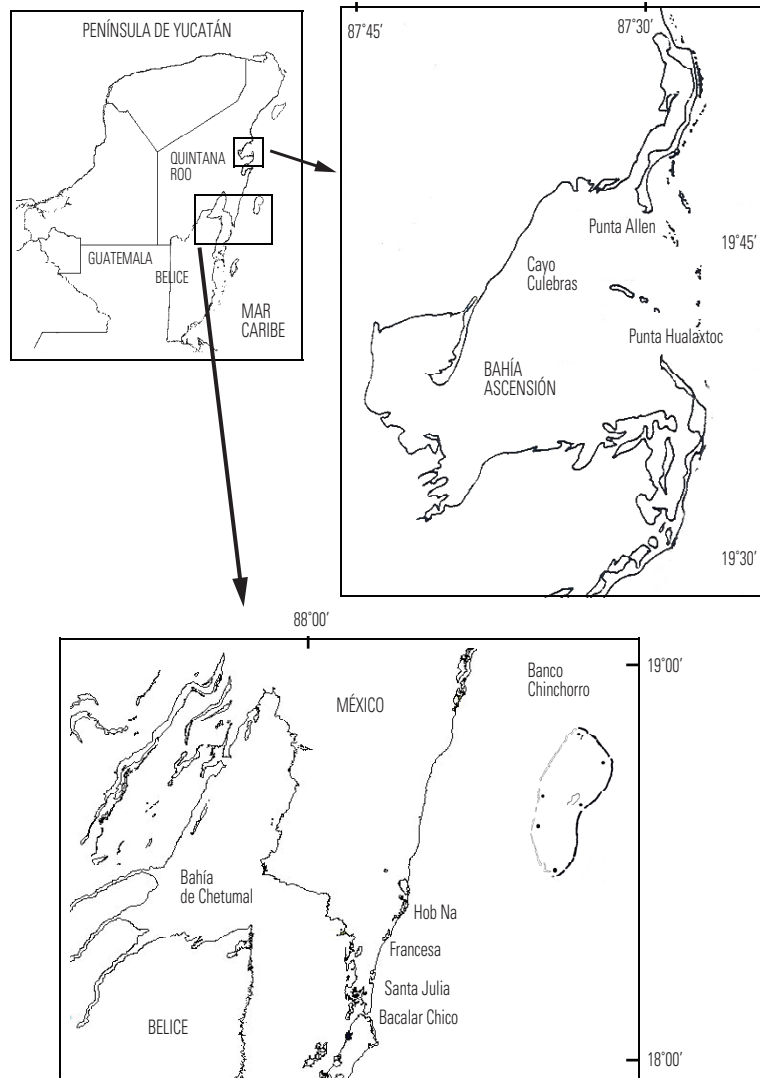 PENÍNSULA DE YUCATÁN
QUINTANA
ROO
GUATEMALA
BELICE
MAR
CARIBE
87°45'
87°30'
Punta Allen
19°45'
Cayo
Culebras
Punta Hualaxtoc
BAHÍA
ASCENSIÓN
19°30'
88°00'
19°00'
Banco
Chinchorro
MÉXICO
Bahía
de Chetumal
Hob Na
Francesa
Santa Julia
Bacalar Chico
BELICE
18°00'